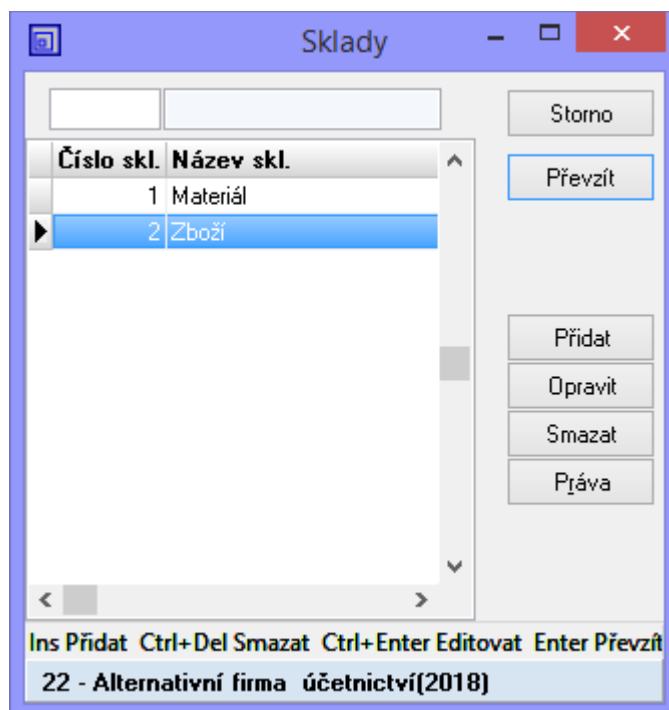 Sklady
Storno
Číslo skl. Název skl.
Převzít
1 Materiál
2 Zboží
Přidat
Opravit
Smazat
Práva
Ins Přidat Ctrl+Del Smazat Ctrl+Enter Editovat Enter Převzít
22 - Alternativní firma účetnictví(2018)